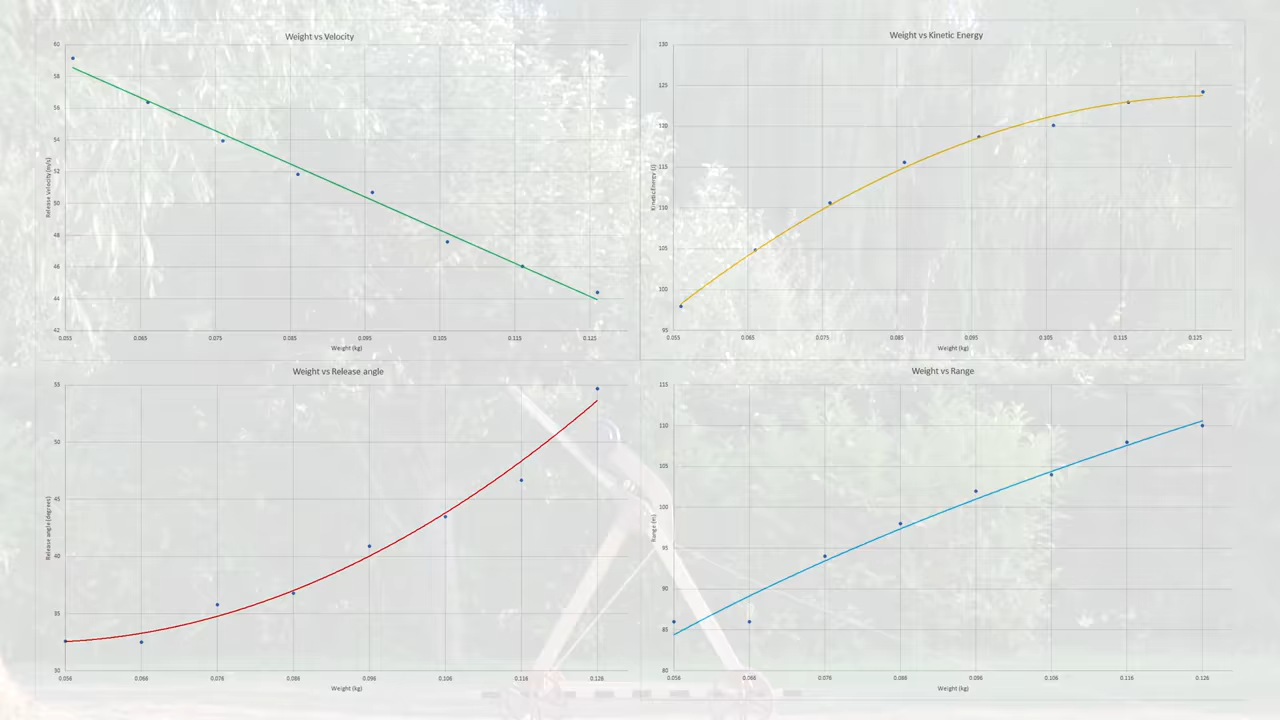 Weight vs Velocity
60
58
56
54
52
50
48
46
44
42
Release velocity (m/s)
0.055 0.065 0.075 0.085 0.095 0.105 0.115 0.125
Weight (kg)
Weight vs Kinetic Energy
130
125
120
115
110
105
100
95
Kinetic Energy (J)
0.055 0.065 0.075 0.085 0.095 0.105 0.115 0.125
Weight (kg)
Weight vs Release angle
55
50
45
40
35
30
Release angle (degrees)
0.056 0.066 0.076 0.086 0.096 0.106 0.116 0.126
Weight (kg)
Weight vs Range
115
110
105
100
95
90
85
80
Range (m)
0.056 0.066 0.076 0.086 0.096 0.106 0.116 0.126
Weight (kg)